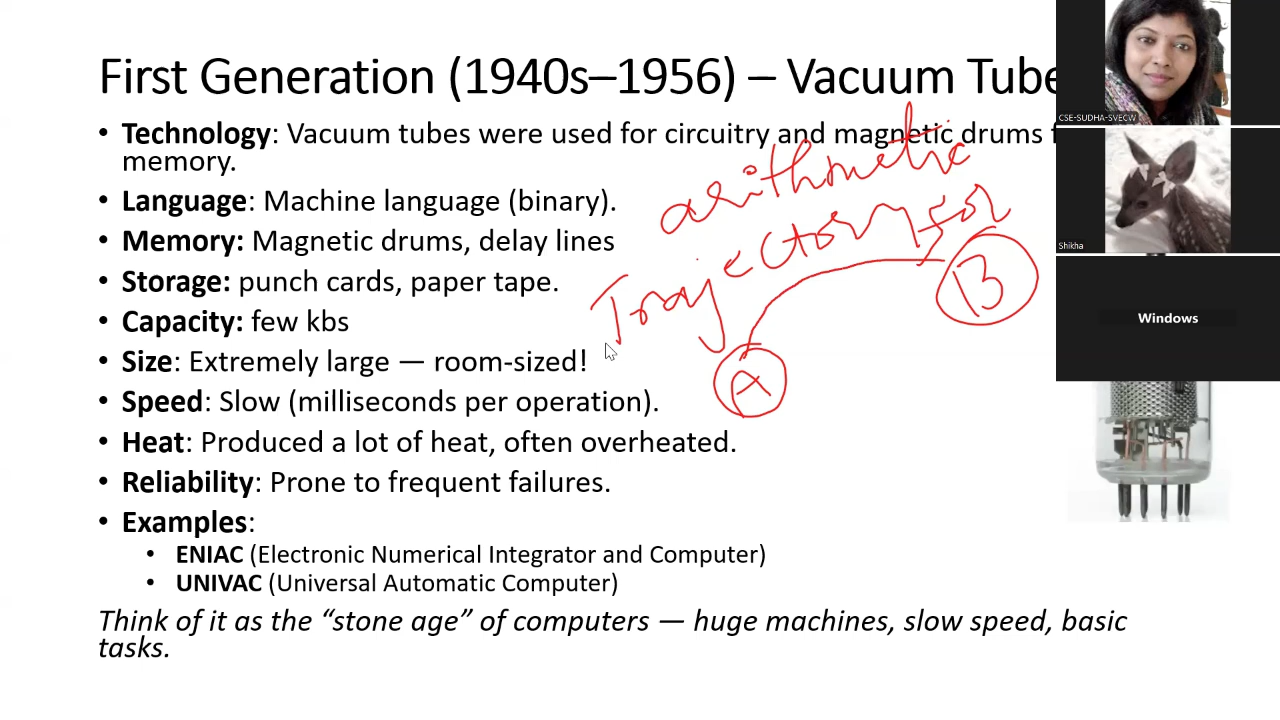 First Generation (1940s–1956) – Vacuum Tube
• Technology: Vacuum tubes were used for circuitry and magnetic drums
memory.
• Language: Machine language (binary).
• Memory: Magnetic drums, delay lines
• Storage: punch cards, paper tape.
• Capacity: few kbs
• Size: Extremely large — room-sized!
• Speed: Slow (milliseconds per operation).
• Heat: Produced a lot of heat, often overheated.
• Reliability: Prone to frequent failures.
• Examples:
• ENIAC (Electronic Numerical Integrator and Computer)
• UNIVAC (Universal Automatic Computer)
Think of it as the “stone age” of computers — huge machines, slow speed, basic
tasks.
arithmetic
Trajectory for
A
B
CSE-SUDHA-SVECW
Shikha
Windows